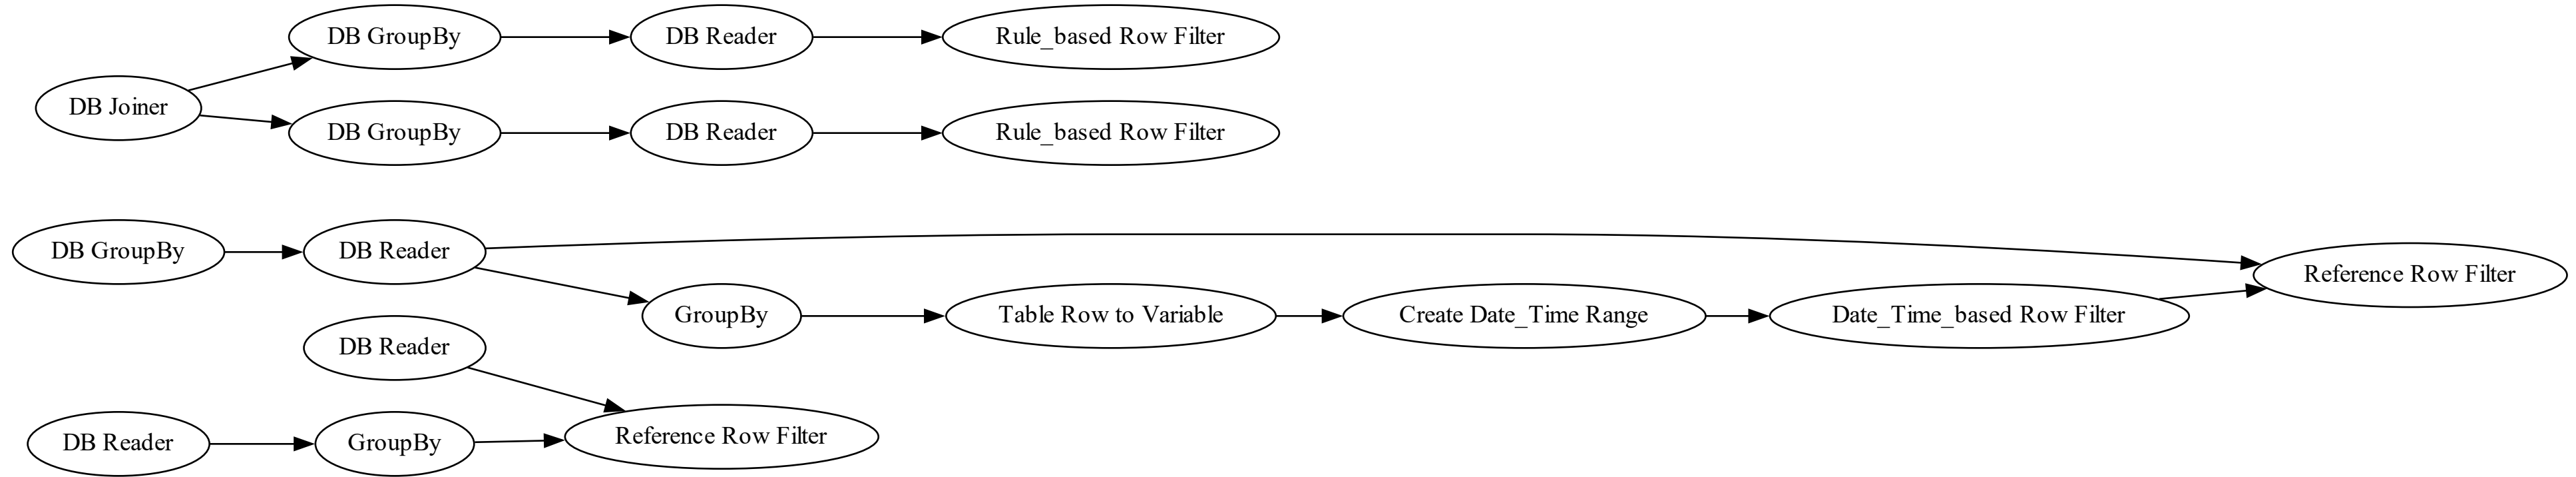 DB GroupBy
DB Reader
Rule_based Row Filter
DB Joiner
DB GroupBy
DB Reader
Rule_based Row Filter
DB GroupBy
DB Reader
Reference Row Filter
GroupBy
Table Row to Variable
Create Date_Time Range
Date_Time_based Row Filter
DB Reader
DB Reader
GroupBy
Reference Row Filter